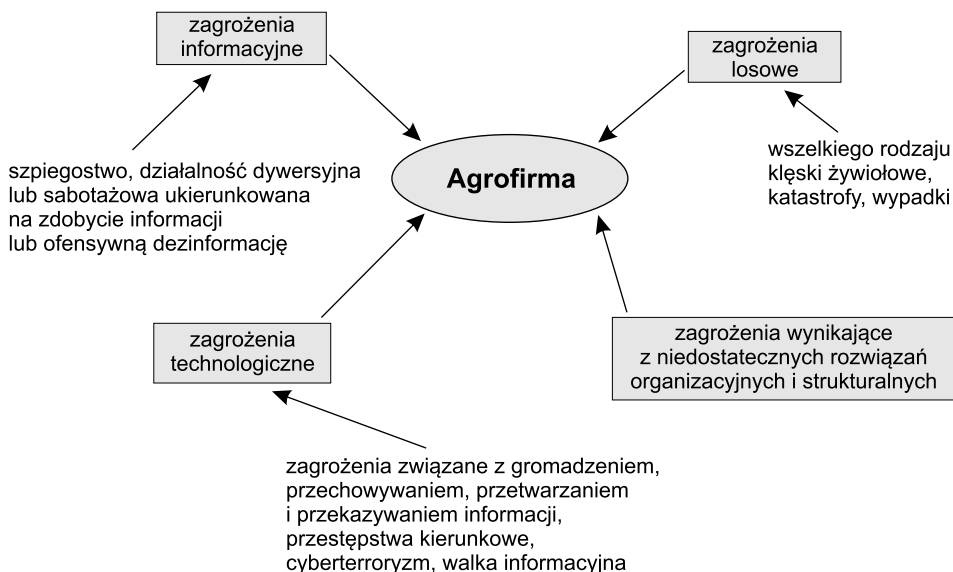 zagrożenia
informacyjne
zagrożenia
losowe
szpiegostwo, działalność dywersyjna
lub sabotażowa ukierunkowana
na zdobycie informacji
lub ofensywną dezinformację
Agrofirma
wszelkiego rodzaju
klęski żywiołowe,
katastrofy, wypadki
zagrożenia
technologiczne
zagrożenia wynikające
z niedostatecznych rozwiązań
organizacyjnych i strukturalnych
zagrożenia związane z gromadzeniem,
przechowywaniem, przetwarzaniem
i przekazywaniem informacji,
przestępstwa kierunkowe,
cyberterroryzm, walka informacyjna